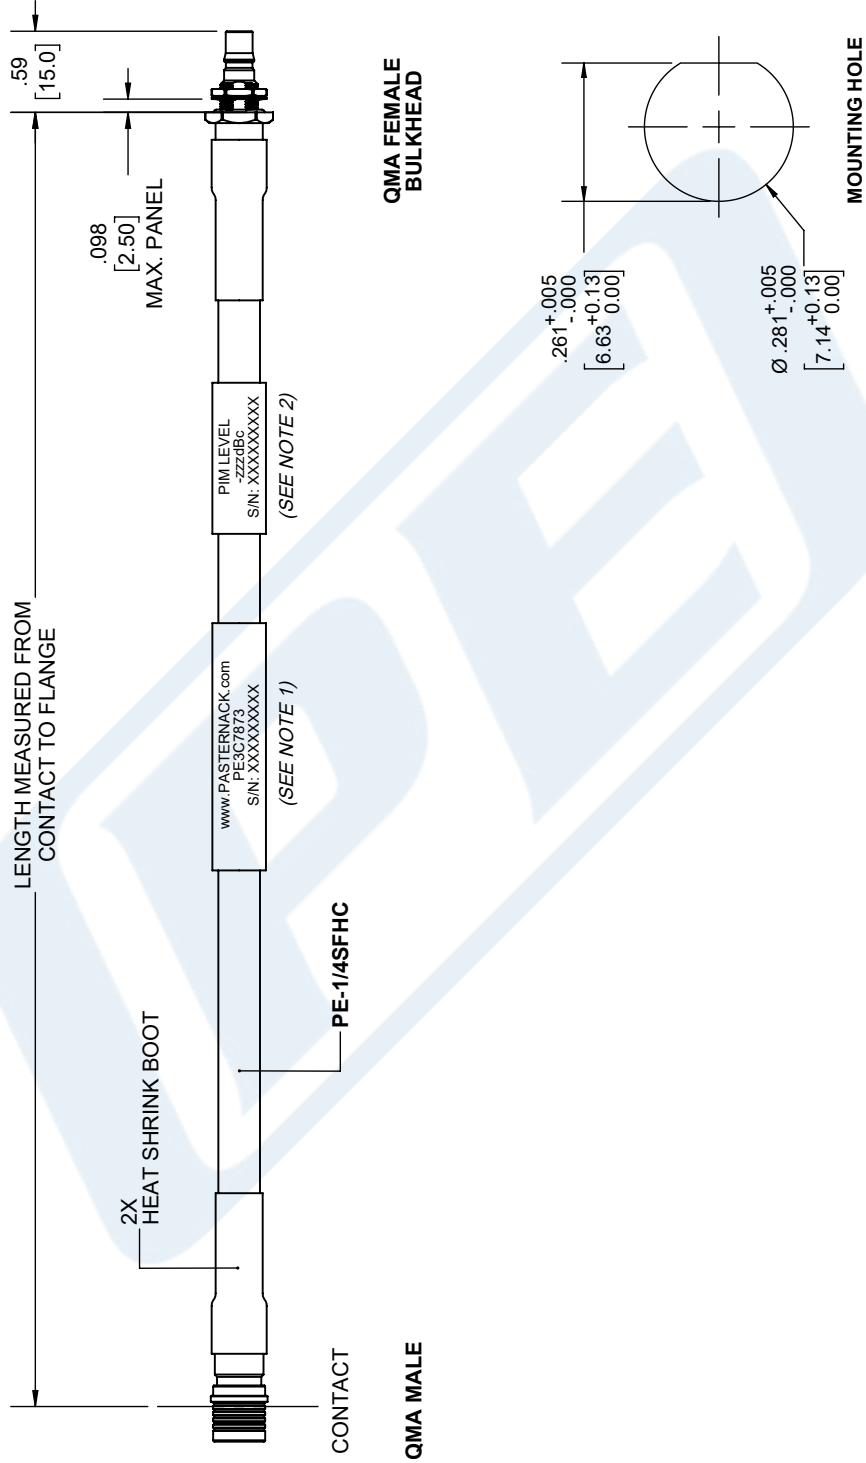 LENGTH MEASURED FROM
CONTACT TO FLANGE
.59
[15.0]
.098
[2.50]
MAX. PANEL
2X
HEAT SHRINK BOOT
www.PASTERNACK.com
PE3C7873
S/N: XXXXXXXXXX
(SEE NOTE 1)
PIM LEVEL
-zzzdBc
S/N: XXXXXXXXXX
(SEE NOTE 2)
PE-1/4SFHC
CONTACT
QMA MALE
QMA FEMALE
BULKHEAD
.261+.005
-.000
[6.63+0.13]
0.00
Ø .281+.005
-.000
[7.14+0.13]
0.00
MOUNTING HOLE
PE